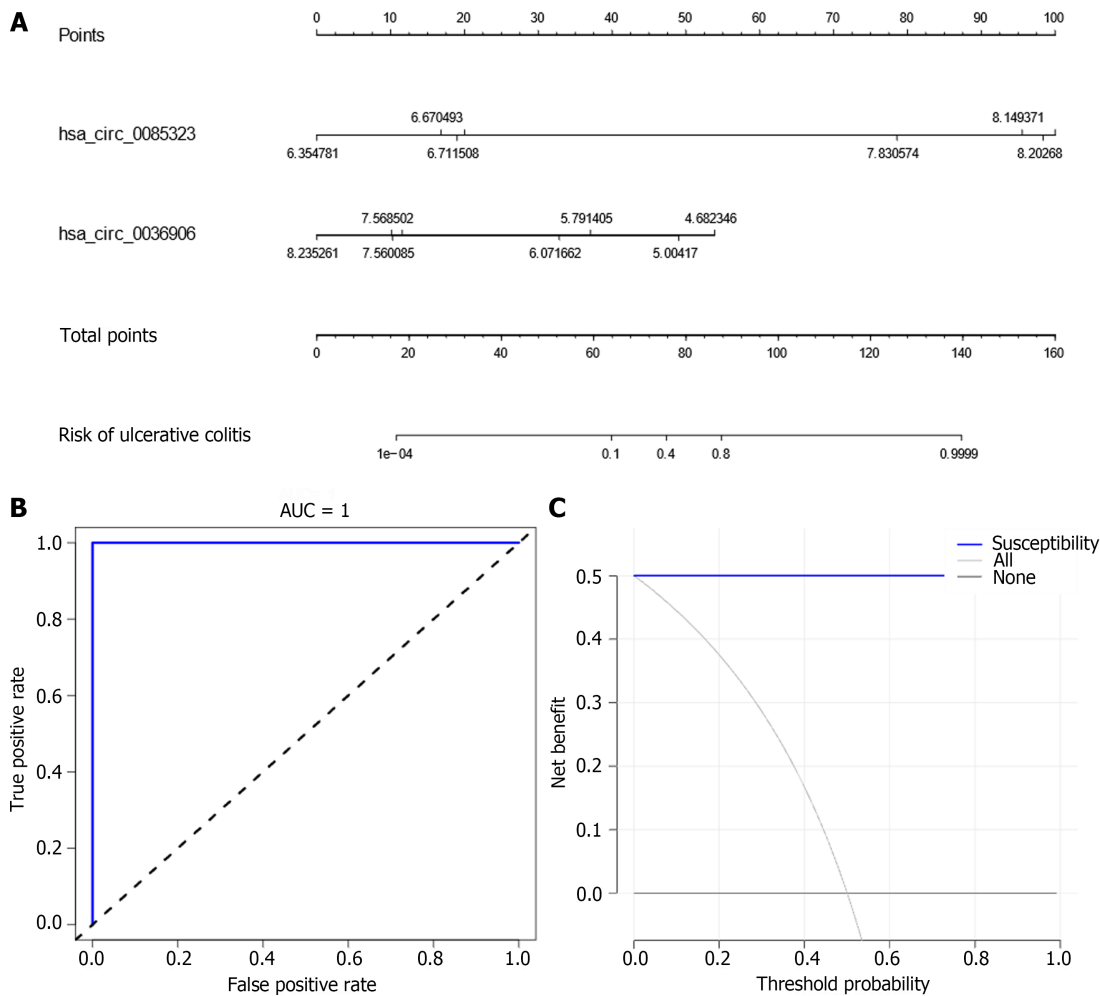 A
Points
0 10 20 30 40 50 60 70 80 90 100
hsa_circ_0085323
6.670493 8.149371
6.354781 6.711508 7.830574 8.20268
hsa_circ_0036906
7.568502 5.791405 4.682346
8.235261 7.560085 6.071662 5.00417
Total points
0 20 40 60 80 100 120 140 160
Risk of ulcerative colitis
1e−04 0.1 0.4 0.8 0.9999
B
AUC = 1
True positive rate
1.0
0.8
0.6
0.4
0.2
0.0
0.0 0.2 0.4 0.6 0.8 1.0
False positive rate
C
Susceptibility
All
None
Net benefit
0.5
0.4
0.3
0.2
0.1
0.0
0.0 0.2 0.4 0.6 0.8 1.0
Threshold probability